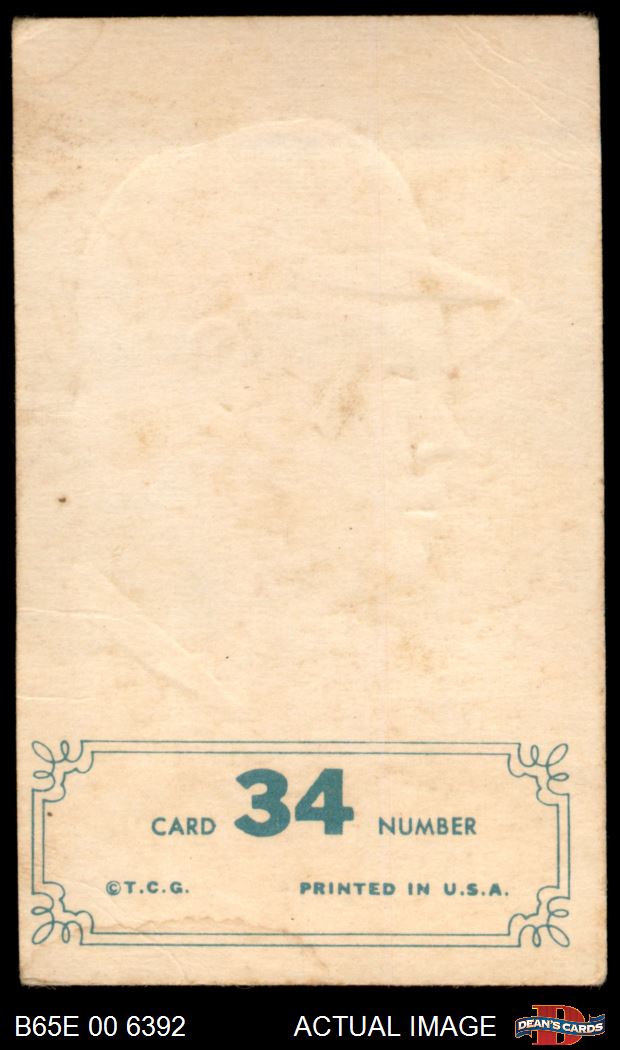 CARD 34 NUMBER
©T.C.G. PRINTED IN U.S.A.
B65E 00 6392 ACTUAL IMAGE DEAN'S CARDS